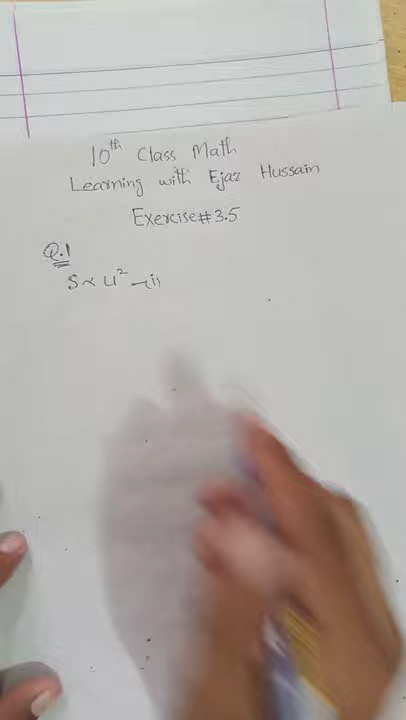 10th Class Math
Learning with Ejaz Hussain
Exercise#3.5
Q.1
S ∝ u² —(i)